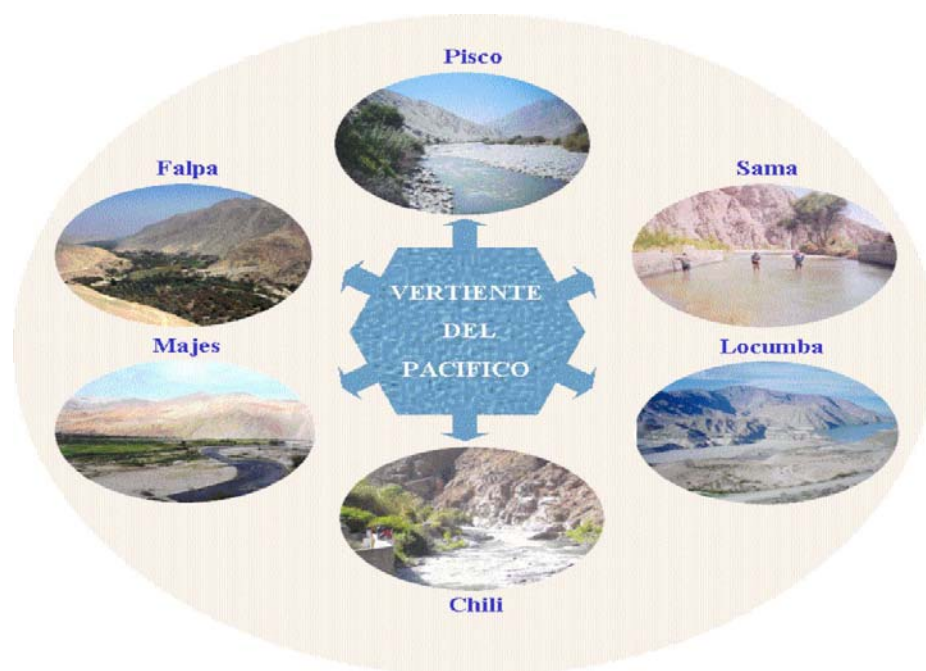 Pisco
Falpa
Sama
VERTIENTE
DEL
PACIFICO
Majes
Locumba
Chili